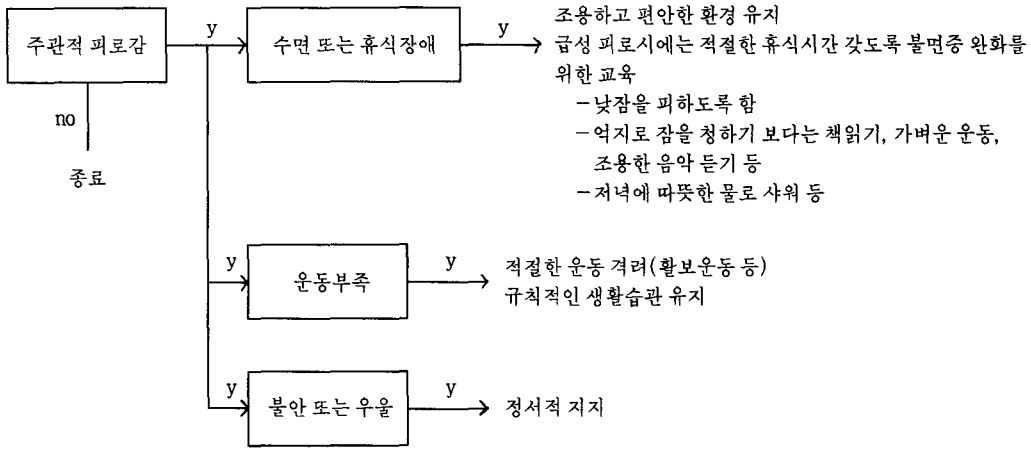 주관적 피로감
y
수면 또는 휴식장애
y
조용하고 편안한 환경 유지
급성 피로시에는 적절한 휴식시간 갖도록 불면증 완화를
위한 교육
－낮잠을 피하도록 함
－억지로 잠을 청하기 보다는 책읽기, 가벼운 운동,
조용한 음악 듣기 등
－저녁에 따뜻한 물로 샤워 등
no
종료
y
운동부족
y
적절한 운동 격려(활보운동 등)
규칙적인 생활습관 유지
y
불안 또는 우울
y
정서적 지지